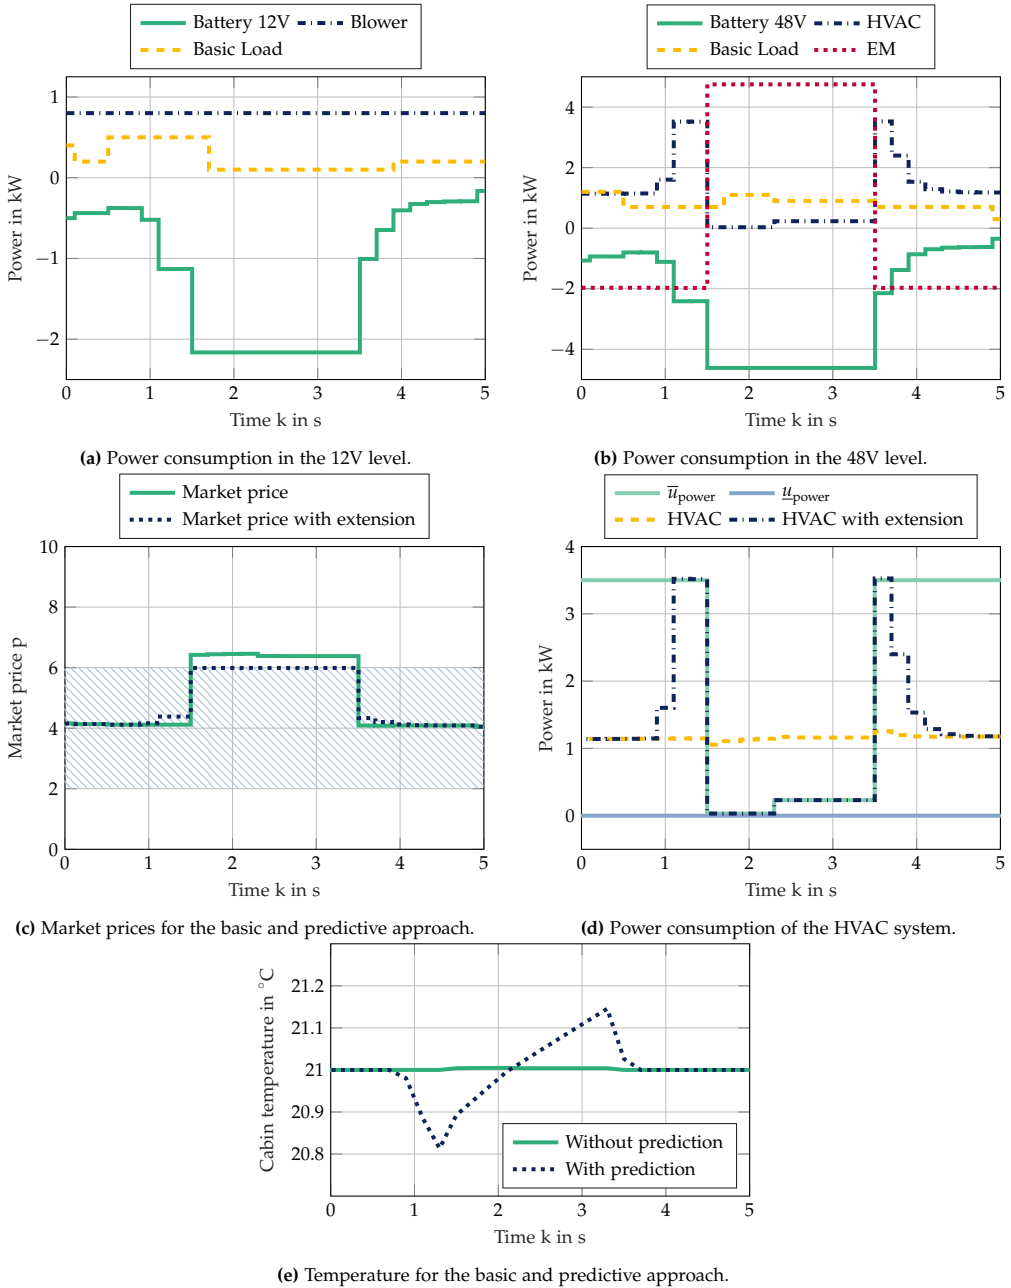 Battery 12V Blower
Basic Load
1
0
−1
−2
Power in kW
0 1 2 3 4 5
Time k in s
(a) Power consumption in the 12V level.
Battery 48V HVAC
Basic Load EM
4
2
0
−2
−4
Power in kW
0 1 2 3 4 5
Time k in s
(b) Power consumption in the 48V level.
Market price
Market price with extension
10
8
6
4
2
0
Market price p
0 1 2 3 4 5
Time k in s
(c) Market prices for the basic and predictive approach.
u̅power u̲power
HVAC HVAC with extension
4
3
2
1
0
Power in kW
0 1 2 3 4 5
Time k in s
(d) Power consumption of the HVAC system.
21.2
21.1
21
20.9
20.8
Cabin temperature in °C
Without prediction
With prediction
0 1 2 3 4 5
Time k in s
(e) Temperature for the basic and predictive approach.